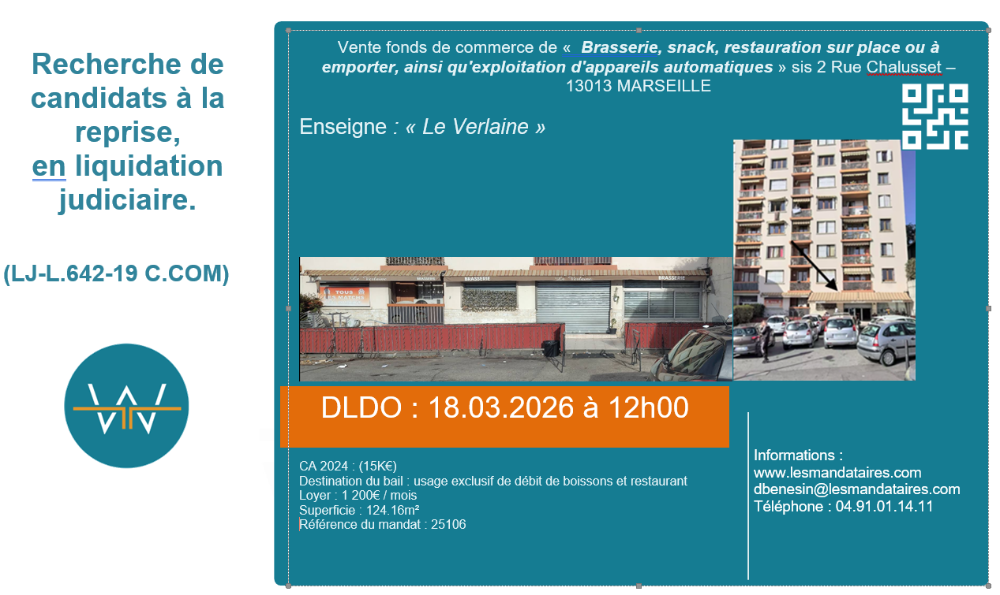 Recherche de
candidats à la
reprise,
en liquidation
judiciaire.
(LJ-L.642-19 C.COM)
Vente fonds de commerce de « Brasserie, snack, restauration sur place ou à
emporter, ainsi qu'exploitation d'appareils automatiques » sis 2 Rue Chalusset –
13013 MARSEILLE
Enseigne : « Le Verlaine »
Le Verlaine
BRASSERIE
BRASSERIE
Le Verlaine
BRASSERIE
TOUS
LES MATCHS
DLDO : 18.03.2026 à 12h00
CA 2024 : (15K€)
Destination du bail : usage exclusif de débit de boissons et restaurant
Loyer : 1 200€ / mois
Superficie : 124.16m²
Référence du mandat : 25106
Informations :
www.lesmandataires.com
dbenesin@lesmandataires.com
Téléphone : 04.91.01.14.11